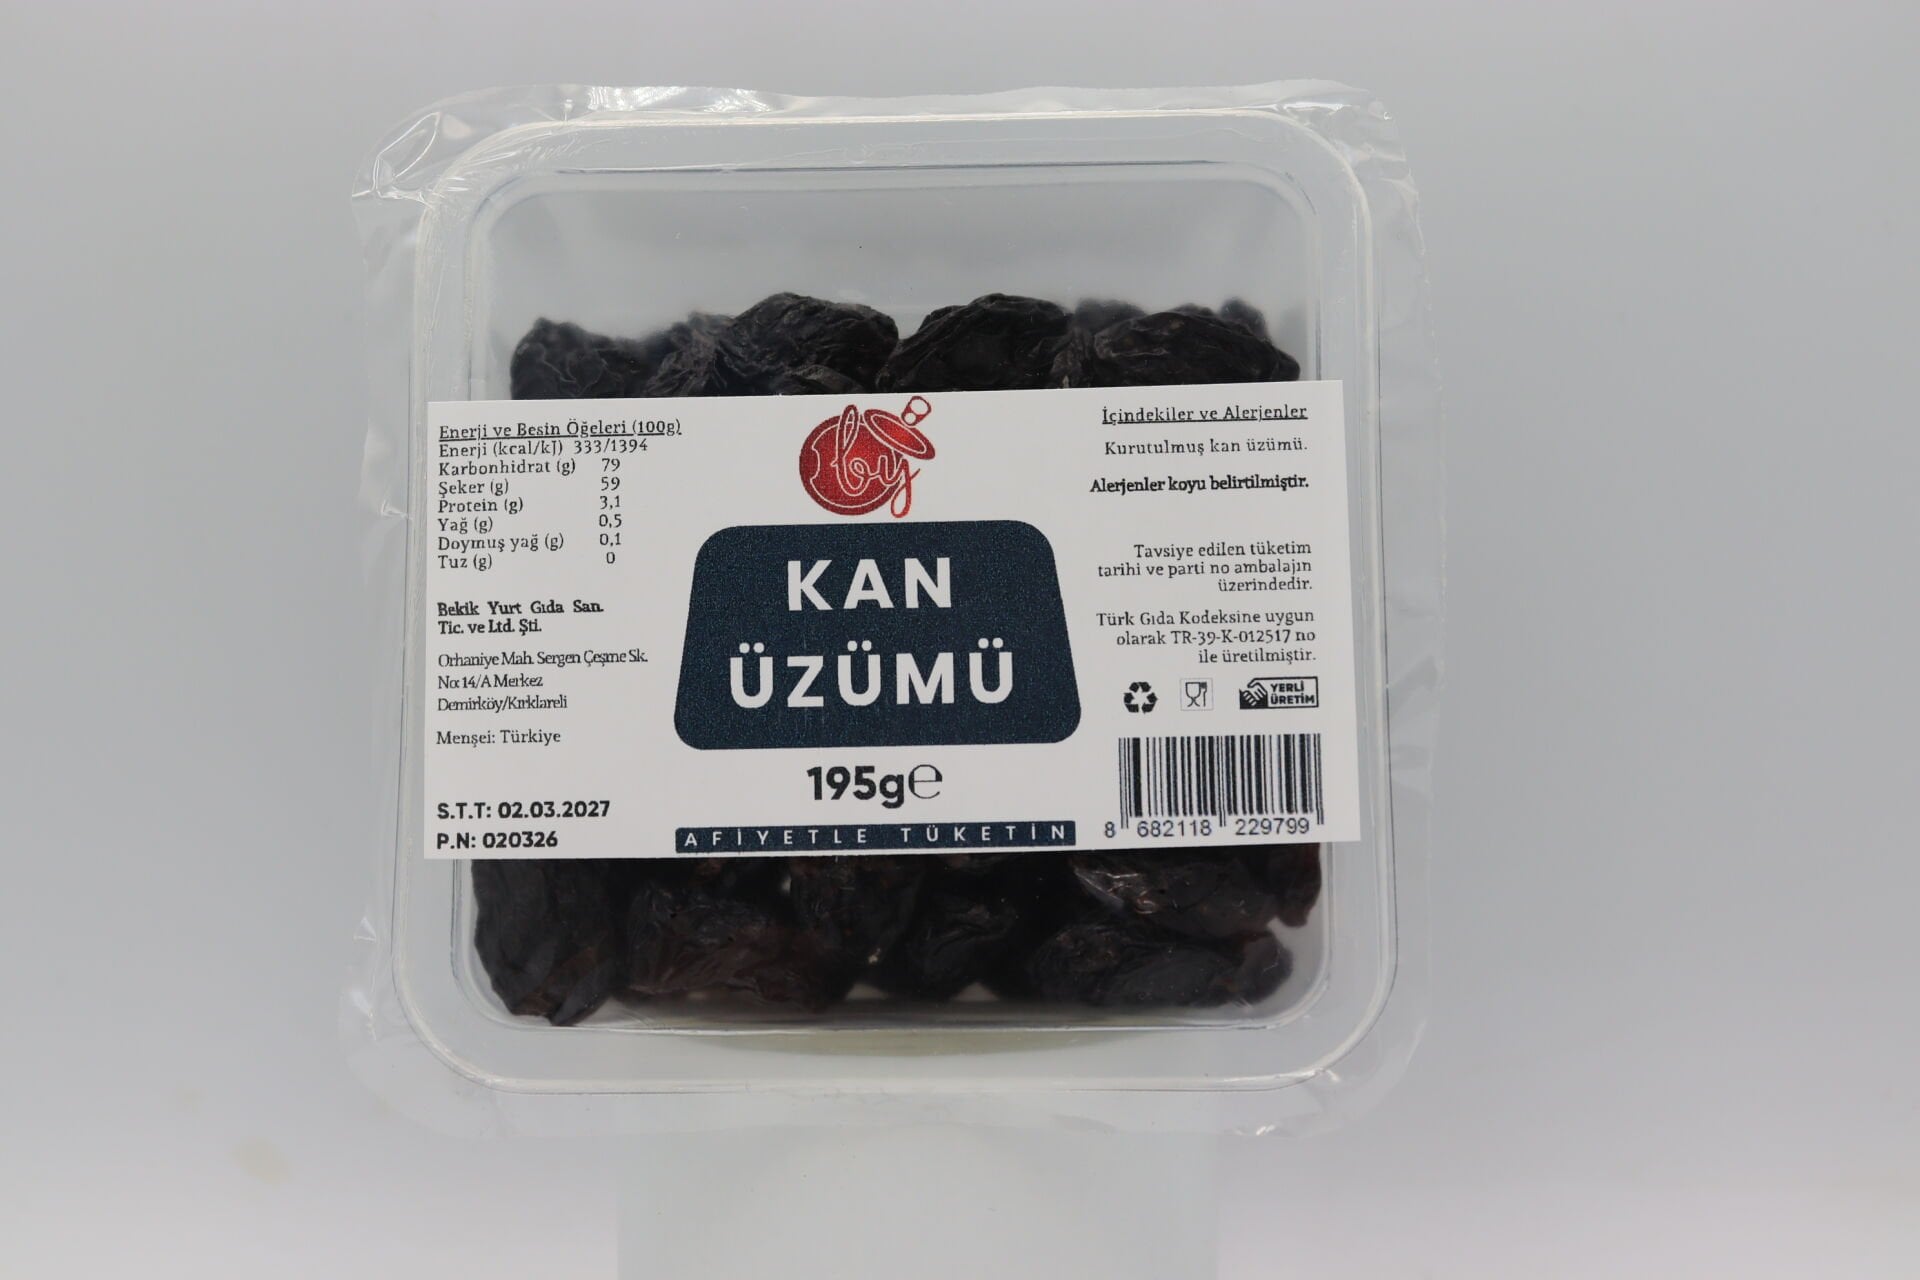 Enerji ve Besin Öğeleri (100g)
Enerji (kcal/kJ) 333/1394
Karbonhidrat (g) 79
Şeker (g) 59
Protein (g) 3,1
Yağ (g) 0,5
Doymuş yağ (g) 0,1
Tuz (g) 0
Bekik Yurt Gıda San.
Tic. ve Ltd. Şti.
Orhaniye Mah. Sergen Çeşme Sk.
No: 14/A Merkez
Demirköy/Kırklareli
Menşei: Türkiye
S.T.T: 02.03.2027
P.N: 020326
by
KAN
ÜZÜMÜ
195g℮
AFİYETLE TÜKETİN
İçindekiler ve Alerjenler
Kurutulmuş kan üzümü.
Alerjenler koyu belirtilmiştir.
Tavsiye edilen tüketim
tarihi ve parti no ambalajın
üzerindedir.
Türk Gıda Kodeksine uygun
olarak TR-39-K-012517 no
ile üretilmiştir.
YERLİ
ÜRETİM
8 682118 229799